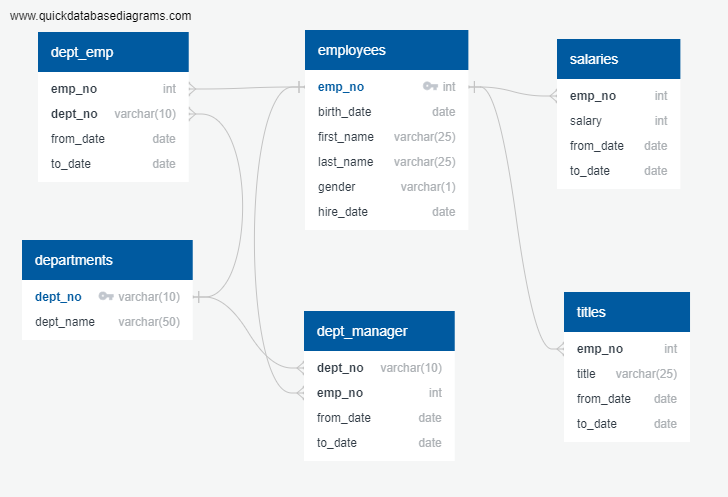 www.quickdatabasediagrams.com
dept_emp
emp_no int
dept_no varchar(10)
from_date date
to_date date
employees
emp_no int
birth_date date
first_name varchar(25)
last_name varchar(25)
gender varchar(1)
hire_date date
salaries
emp_no int
salary int
from_date date
to_date date
departments
dept_no varchar(10)
dept_name varchar(50)
dept_manager
dept_no varchar(10)
emp_no int
from_date date
to_date date
titles
emp_no int
title varchar(25)
from_date date
to_date date